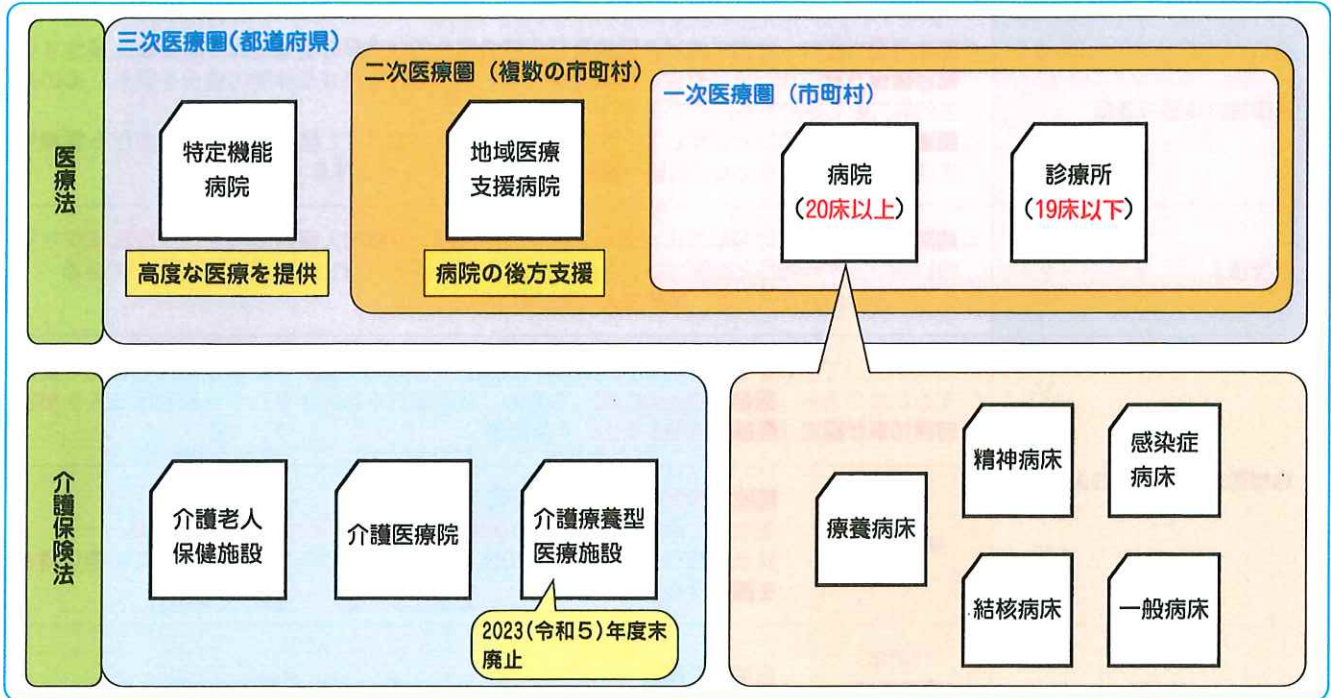 医療法
三次医療圏(都道府県)
二次医療圏(複数の市町村)
一次医療圏(市町村)
特定機能
病院
高度な医療を提供
地域医療
支援病院
病院の後方支援
病院
(20床以上)
診療所
(19床以下)
介護保険法
介護老人
保健施設
介護医療院
介護療養型
医療施設
2023(令和5)年度末
廃止
療養病床
精神病床
感染症
病床
結核病床
一般病床